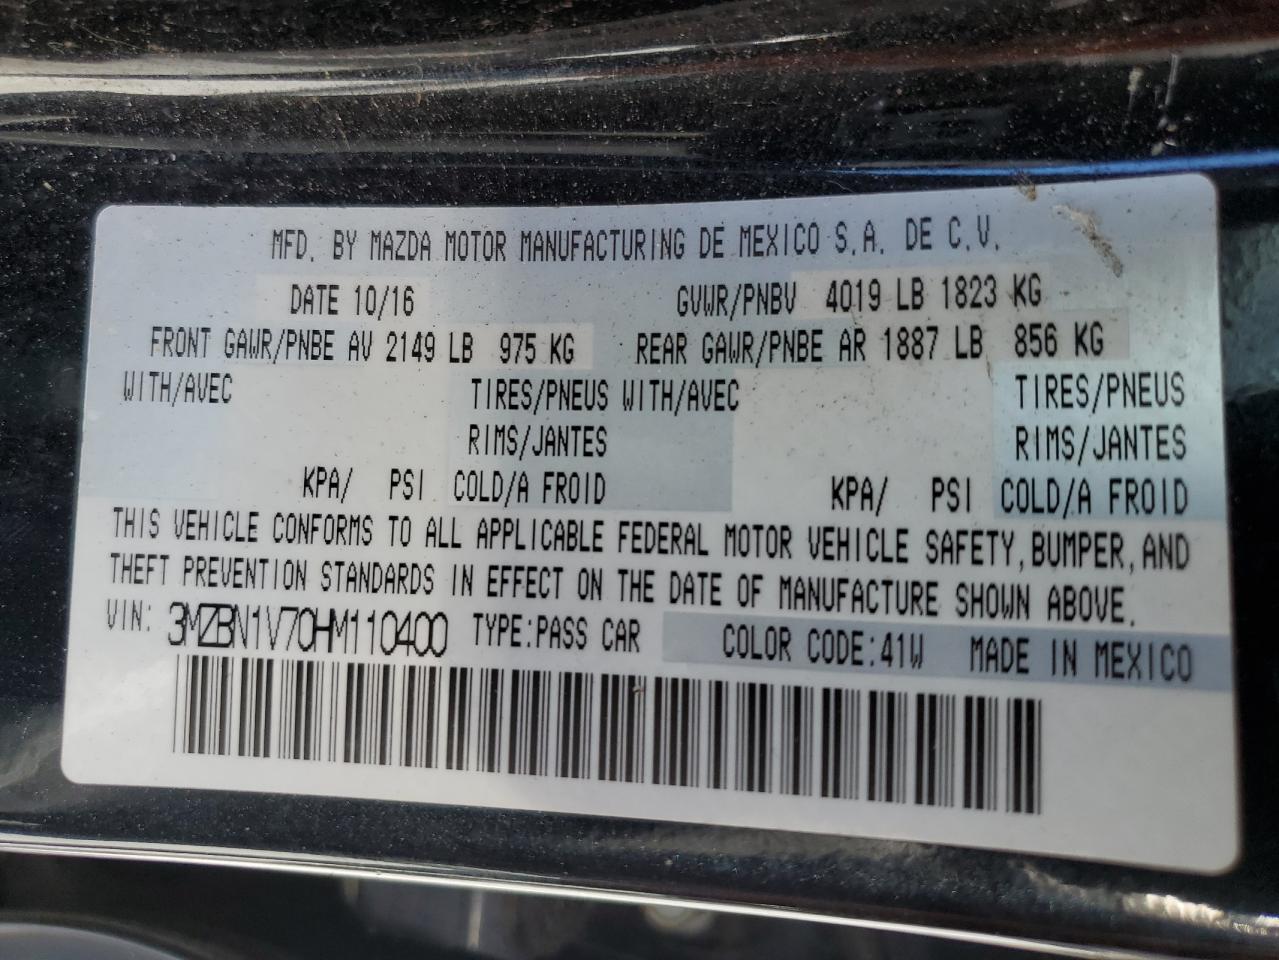 MFD. BY MAZDA MOTOR MANUFACTURING DE MEXICO S.A. DE C.V.
DATE 10/16 GVWR/PNBV 4019 LB 1823 KG
FRONT GAWR/PNBE AV 2149 LB 975 KG REAR GAWR/PNBE AR 1887 LB 856 KG
WITH/AVEC TIRES/PNEUS WITH/AVEC TIRES/PNEUS
RIMS/JANTES RIMS/JANTES
KPA/ PSI COLD/A FROID KPA/ PSI COLD/A FROID
THIS VEHICLE CONFORMS TO ALL APPLICABLE FEDERAL MOTOR VEHICLE SAFETY, BUMPER, AND
THEFT PREVENTION STANDARDS IN EFFECT ON THE DATE OF MANUFACTURE SHOWN ABOVE.
VIN: 3MZBN1V70HM110400 TYPE:PASS CAR COLOR CODE:41W MADE IN MEXICO